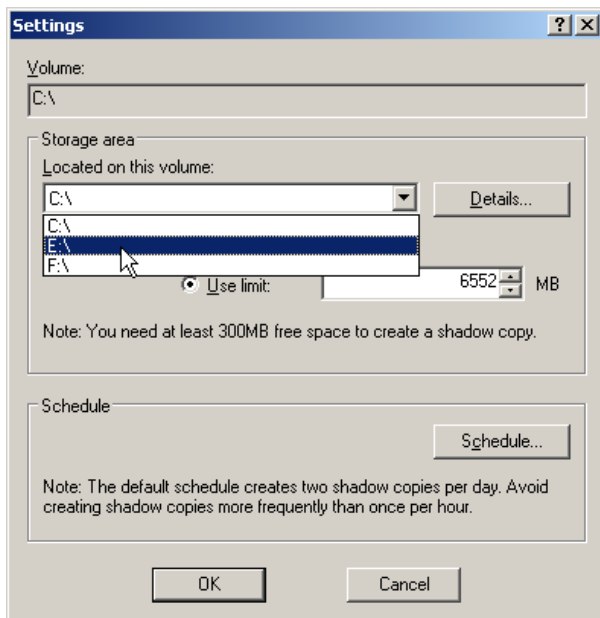 Settings
Volume:
C:\
Storage area
Located on this volume:
C:\
Details...
C:\
E:\
F:\
Use limit:
6552
MB
Note: You need at least 300MB free space to create a shadow copy.
Schedule
Schedule...
Note: The default schedule creates two shadow copies per day. Avoid
creating shadow copies more frequently than once per hour.
OK
Cancel